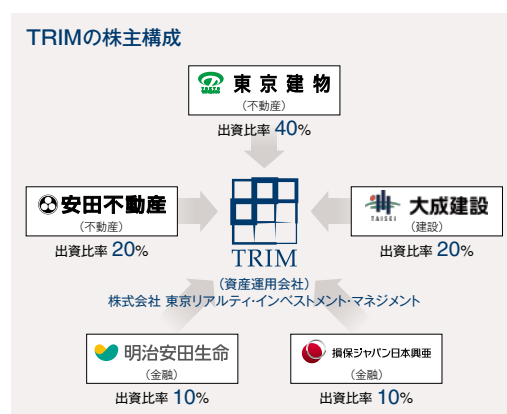 TRIMの株主構成
東京建物
(不動産)
出資比率 40%
安田不動産
(不動産)
出資比率 20%
TAISEI
大成建設
(建設)
出資比率 20%
TRIM
(資産運用会社)
株式会社 東京リアルティ・インベストメント・マネジメント
明治安田生命
(金融)
出資比率 10%
損保ジャパン日本興亜
(金融)
出資比率 10%